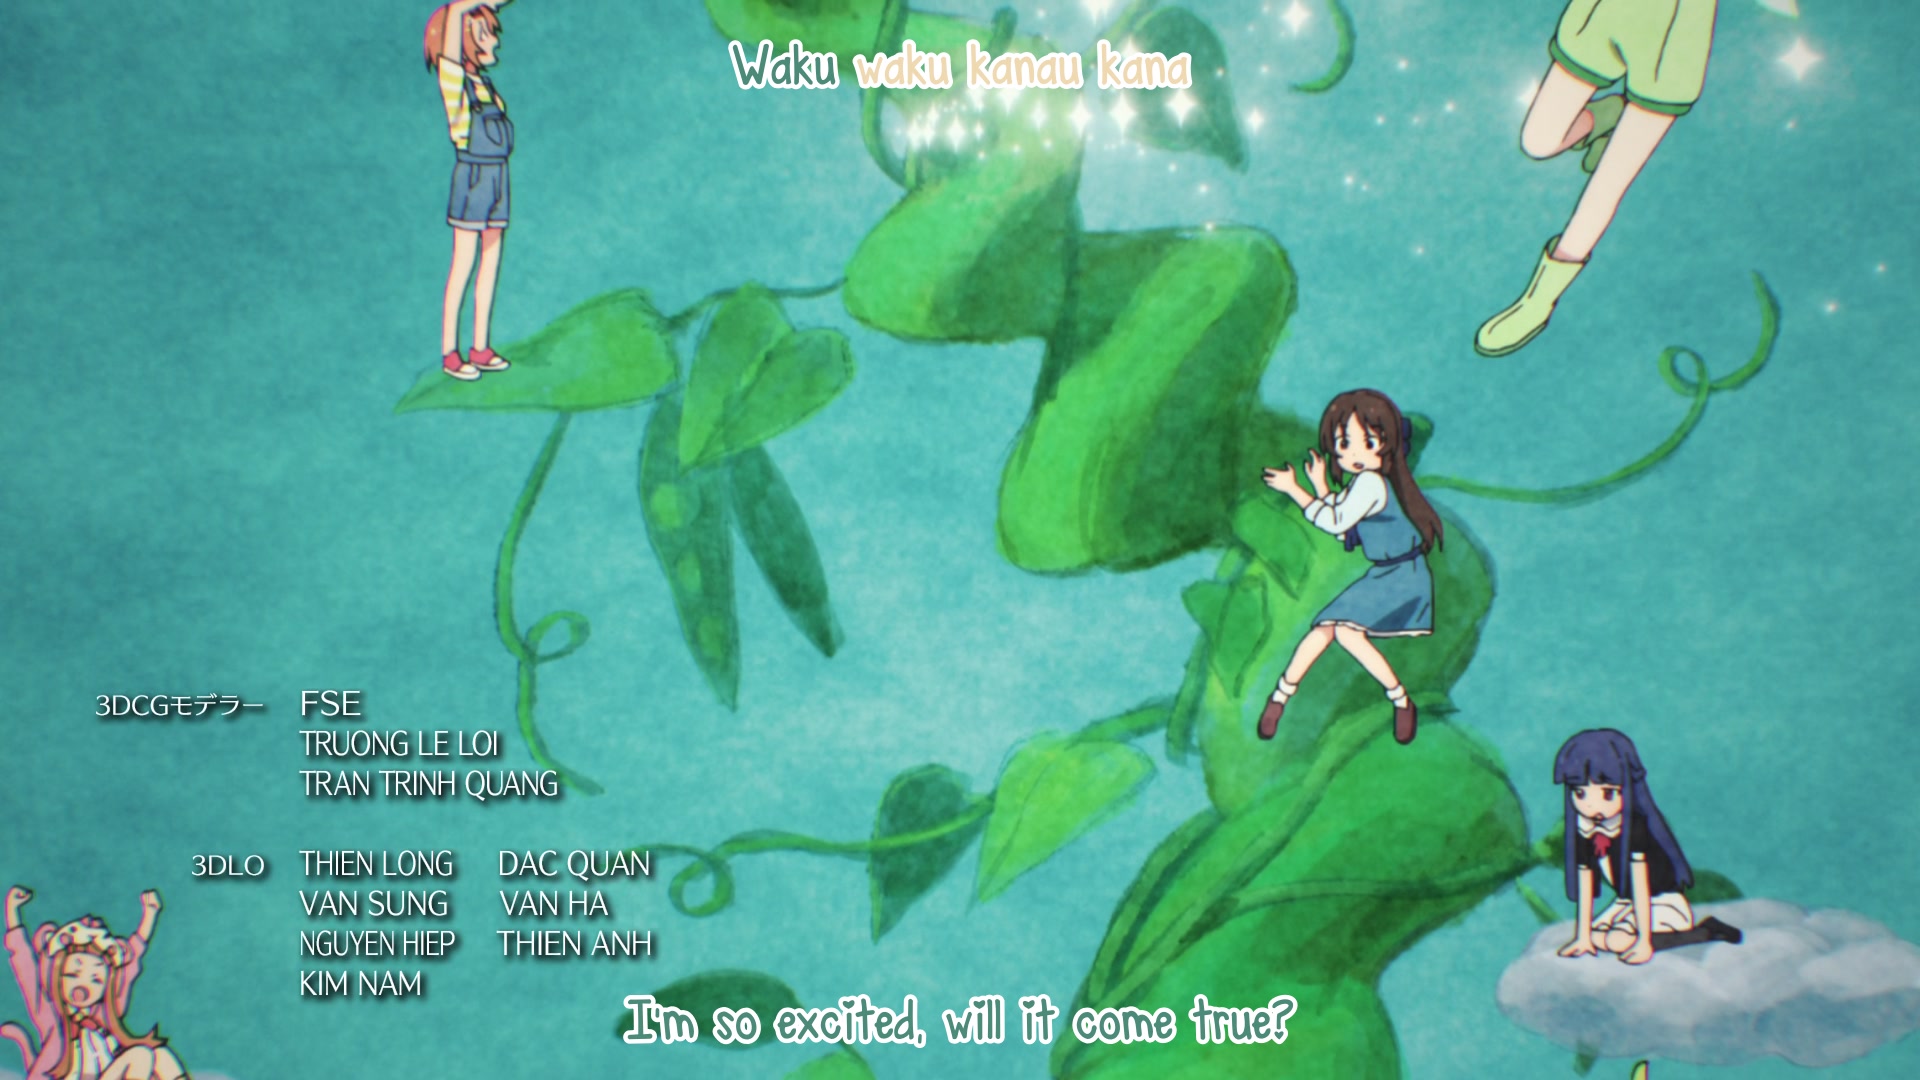 Waku waku kanau kana
3DCGモデラー FSE
TRUONG LE LOI
TRAN TRINH QUANG
3DLO THIEN LONG DAC QUAN
VAN SUNG VAN HA
NGUYEN HIEP THIEN ANH
KIM NAM
I'm so excited, will it come true?